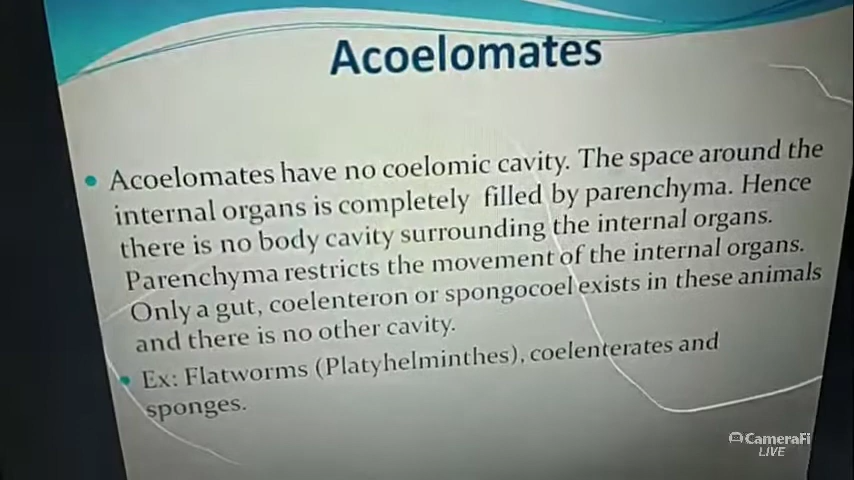 Acoelomates
Acoelomates have no coelomic cavity. The space around the
internal organs is completely filled by parenchyma. Hence
there is no body cavity surrounding the internal organs.
Parenchyma restricts the movement of the internal organs.
Only a gut, coelenteron or spongocoel exists in these animals
and there is no other cavity.
Ex: Flatworms (Platyhelminthes), coelenterates and
sponges.
CameraFi
LIVE